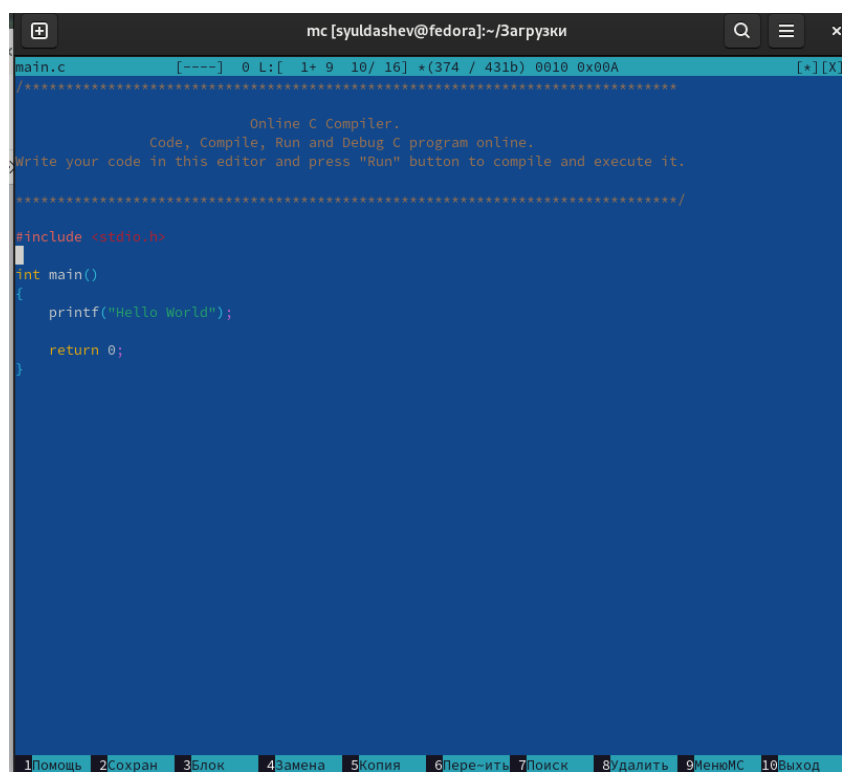 mc [syuldashev@fedora]:~/Загрузки
main.c [----] 0 L:[ 1+ 9 10/ 16] *(374 / 431b) 0010 0x00A [*][X]
/******************************************************************************
Online C Compiler.
Code, Compile, Run and Debug C program online.
Write your code in this editor and press "Run" button to compile and execute it.
*******************************************************************************/
#include <stdio.h>
int main()
{
printf("Hello World");
return 0;
}
1Помощь 2Сохран 3Блок 4Замена 5Копия 6Пере~ить 7Поиск 8Удалить 9МенюМС 10Выход